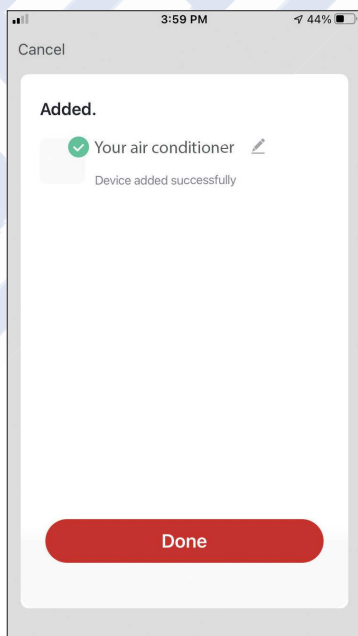 3:59 PM
44%
Cancel
Added.
Your air conditioner
Device added successfully
Done